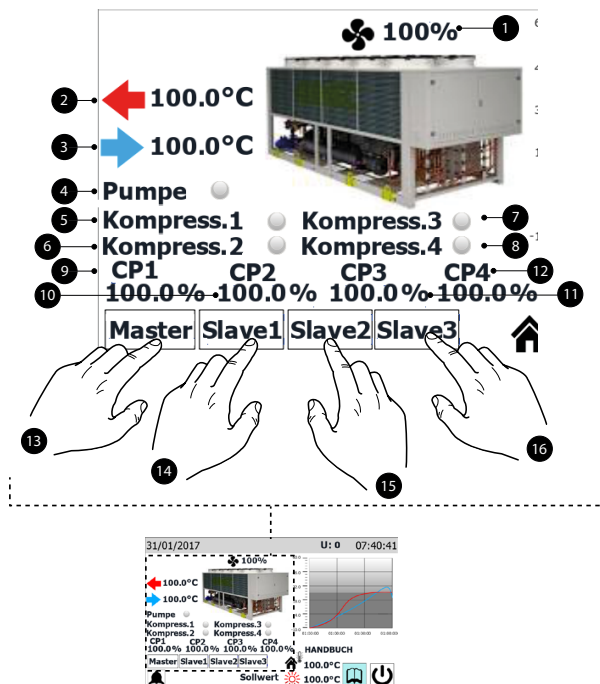 100%
1
2
100.0°C
3
100.0°C
4
Pumpe
5
Kompress.1
Kompress.3
7
6
Kompress.2
Kompress.4
8
9
CP1
CP2
CP3
CP4
12
10
100.0%
100.0%
100.0%
100.0%
11
Master
Slave1
Slave2
Slave3
13
14
15
16
31/01/2017
U: 0
07:40:41
100%
100.0°C
100.0°C
Pumpe
Kompress.1
Kompress.3
Kompress.2
Kompress.4
CP1
CP2
CP3
CP4
100.0%
100.0%
100.0%
100.0%
Master
Slave1
Slave2
Slave3
HANDBUCH
100.0°C
Sollwert
100.0°C